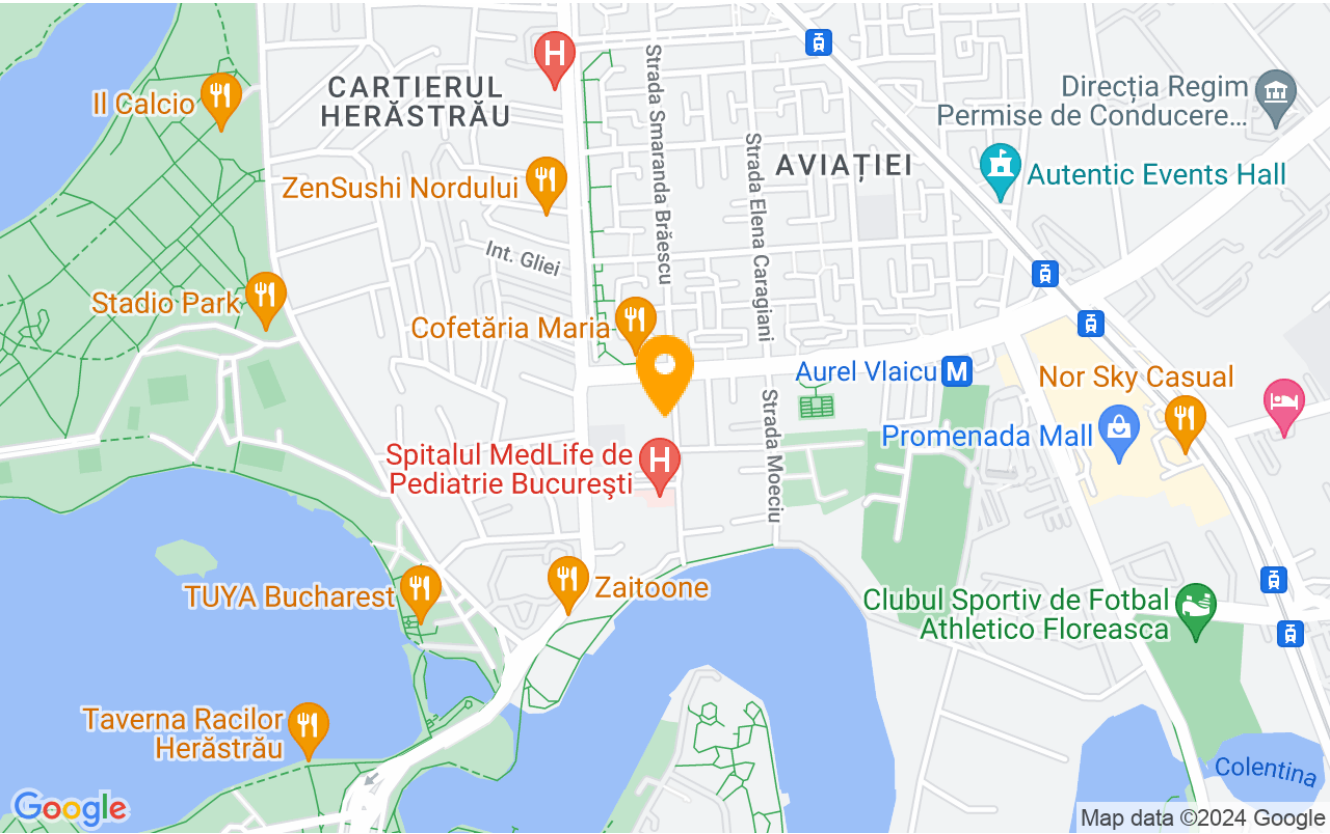 CARTIERUL
HERĂSTRĂU
Il Calcio
H
Strada Smaranda Brăescu
Direcția Regim
Permise de Conducere...
Strada Elena Caragiani
AVIAȚIEI
Autentic Events Hall
ZenSushi Nordului
Int. Gliei
Stadio Park
Cofetăria Maria
Aurel Vlaicu M
Nor Sky Casual
Strada Moeciu
Promenada Mall
Spitalul MedLife de
Pediatrie Bucureşti
H
TUYA Bucharest
Zaitoone
Clubul Sportiv de Fotbal
Athletico Floreasca
Taverna Racilor
Herăstrău
Colentina
Google
Map data ©2024 Google